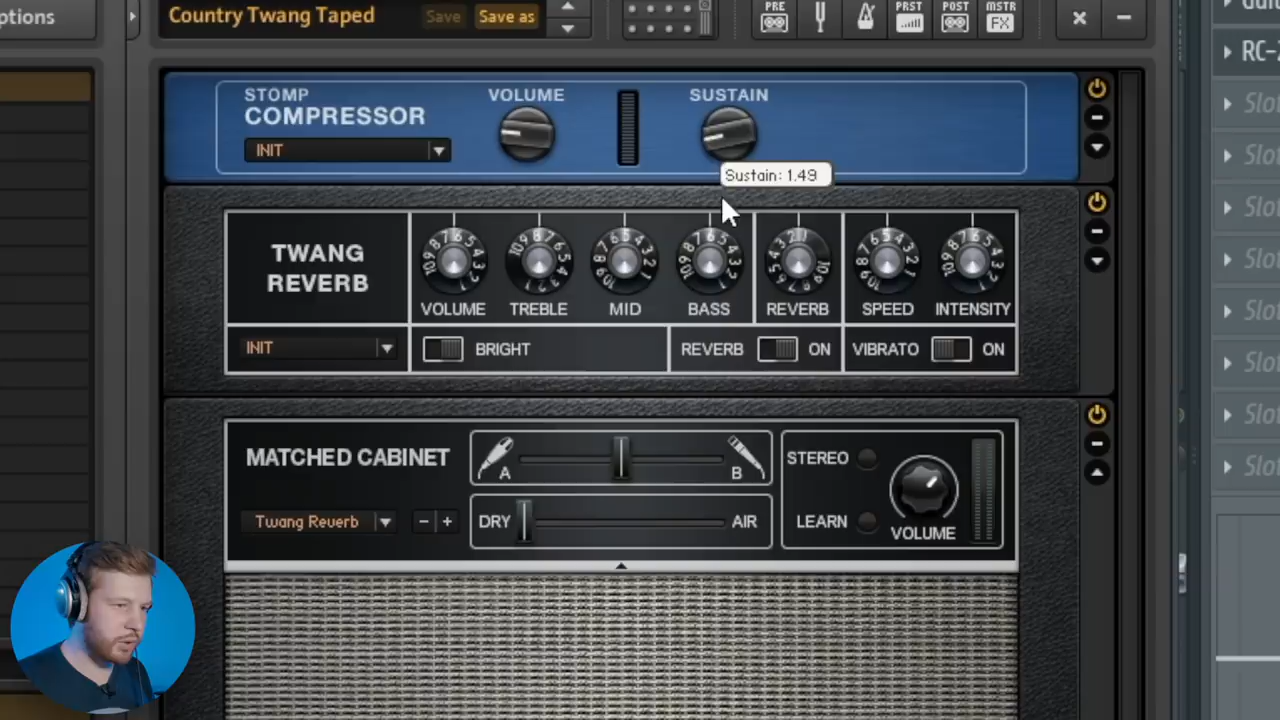 ptions
Country Twang Taped
Save
Save as
PRE
PRST
POST
MSTR
FX
RC-
STOMP
COMPRESSOR
INIT
VOLUME
SUSTAIN
Sustain: 1.49
TWANG
REVERB
VOLUME
TREBLE
MID
BASS
REVERB
SPEED
INTENSITY
INIT
BRIGHT
REVERB
ON
VIBRATO
ON
MATCHED CABINET
A
B
STEREO
Twang Reverb
- +
DRY
AIR
LEARN
VOLUME
Slot
Slot
Slot
Slot
Slot
Slot
Slot
Slot